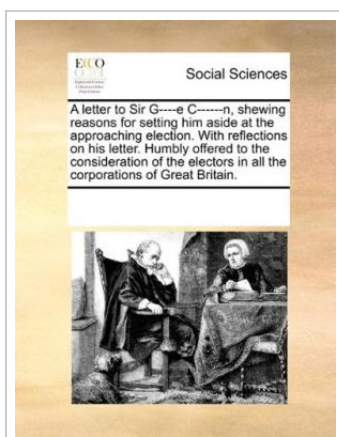 ECCO
Social Sciences
A letter to Sir G----e C------n, shewing
reasons for setting him aside at the
approaching election. With reflections
on his letter. Humbly offered to the
consideration of the electors in all the
corporations of Great Britain.